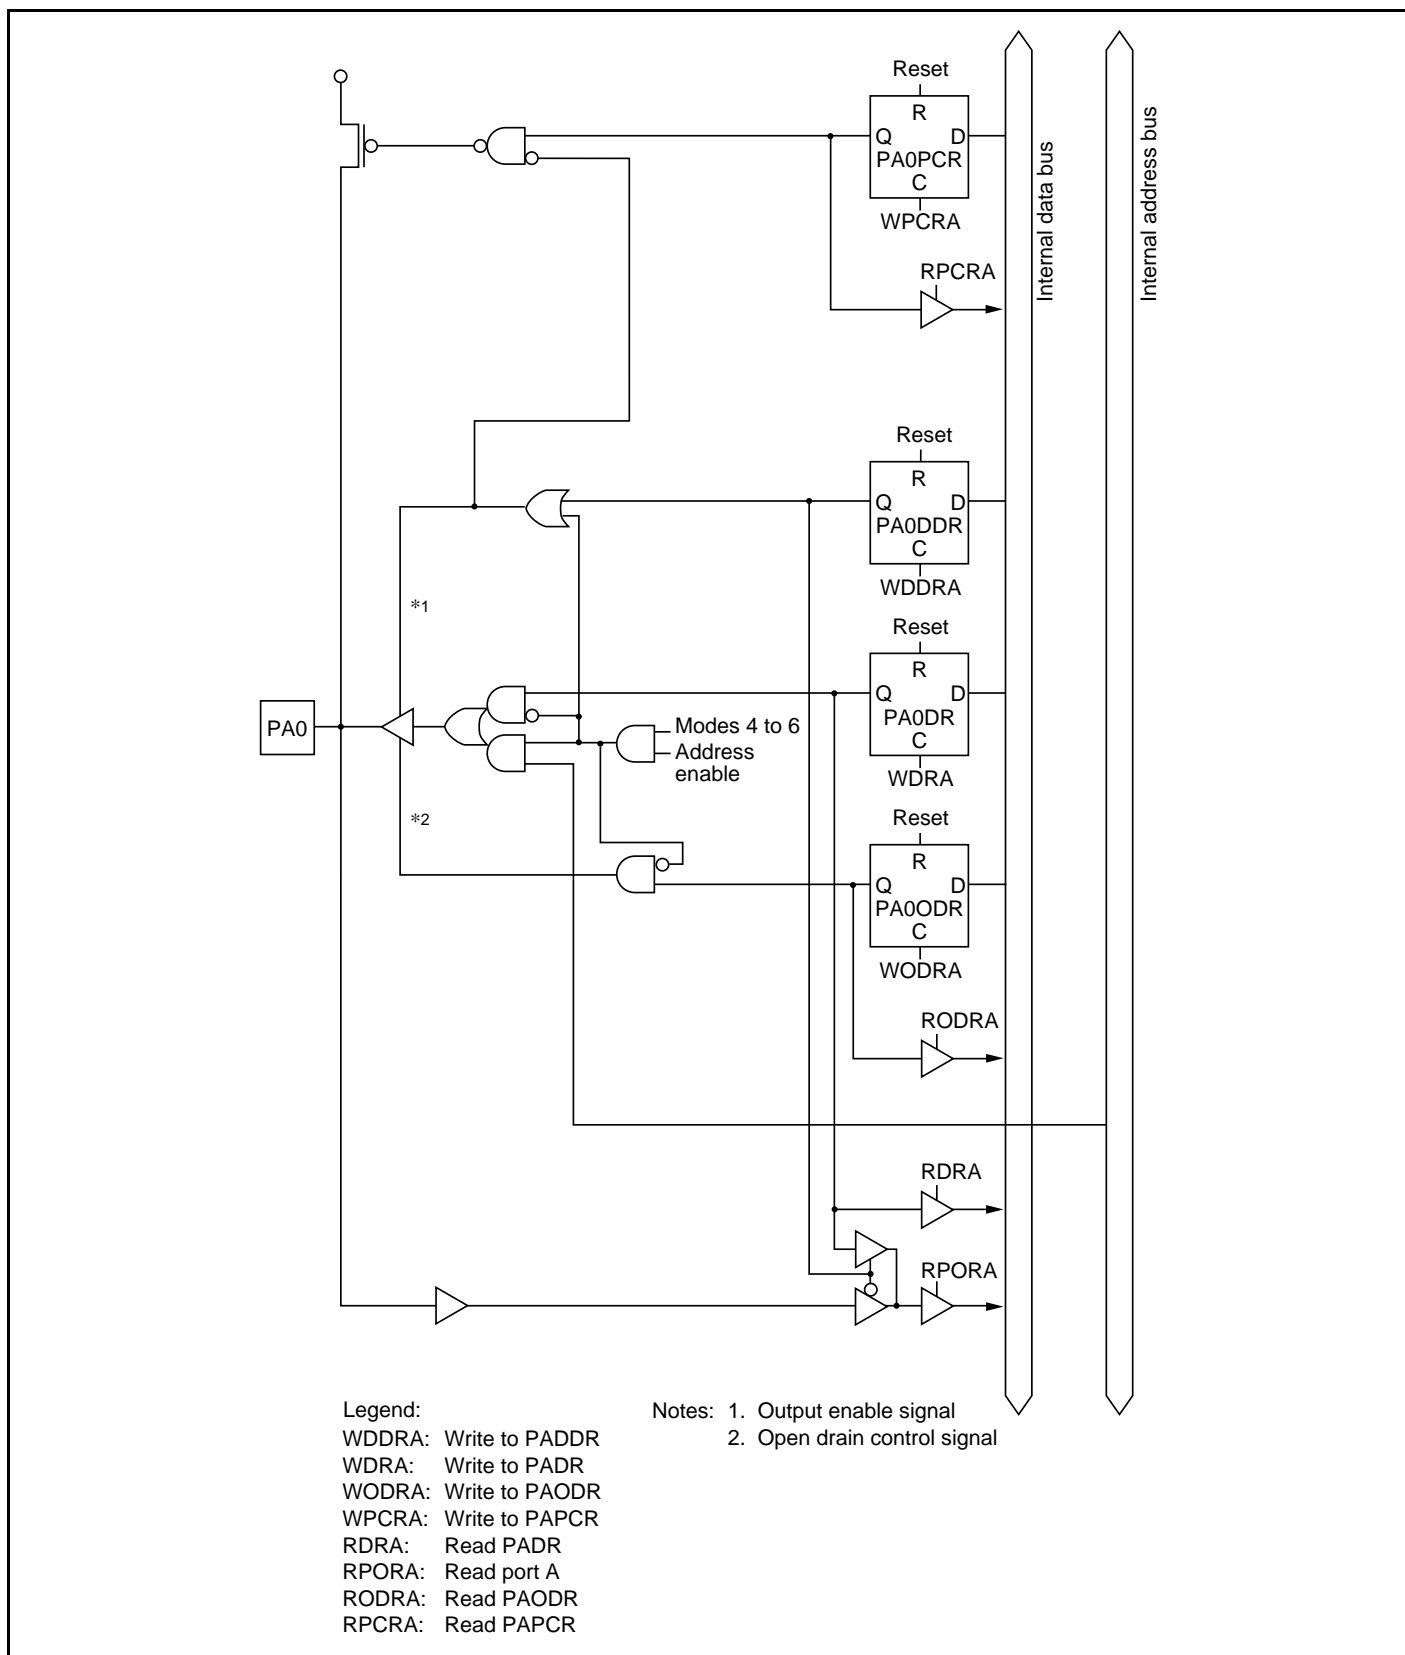 Reset
R
Q D
PA0PCR
C
WPCRA
Internal data bus
Internal address bus
RPCRA
Reset
R
Q D
PA0DDR
C
WDDRA
*1
Reset
R
Q D
PA0DR
C
WDRA
PA0
Modes 4 to 6
Address
enable
*2
Reset
R
Q D
PA0ODR
C
WODRA
RODRA
RDRA
RPORA
Legend:
WDDRA: Write to PADDR
WDRA: Write to PADR
WODRA: Write to PAODR
WPCRA: Write to PAPCR
RDRA: Read PADR
RPORA: Read port A
RODRA: Read PAODR
RPCRA: Read PAPCR
Notes: 1. Output enable signal
2. Open drain control signal